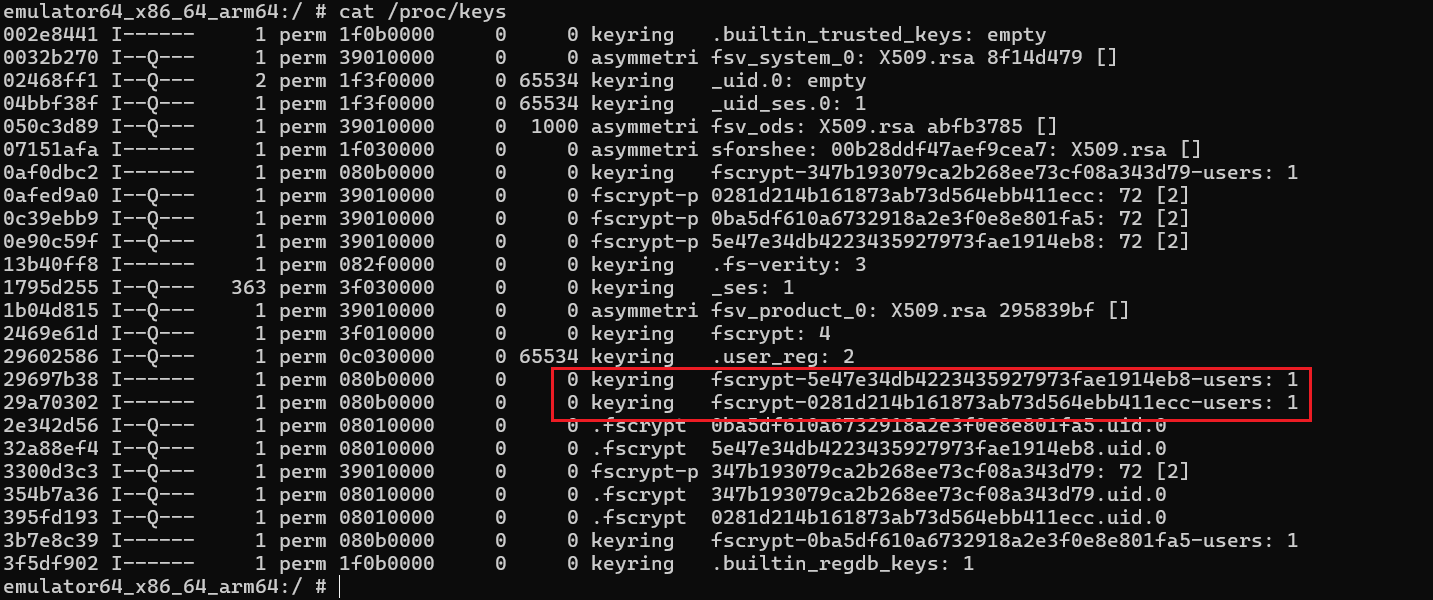 emulator64_x86_64_arm64:/ # cat /proc/keys
002e8441 I------     1 perm 1f0b0000     0     0 keyring   .builtin_trusted_keys: empty
0032b270 I--Q---     1 perm 39010000     0     0 asymmetri fsv_system_0: X509.rsa 8f14d479 []
02468ff1 I--Q---     2 perm 1f3f0000     0 65534 keyring   _uid.0: empty
04bbf38f I--Q---     1 perm 1f3f0000     0 65534 keyring   _uid_ses.0: 1
050c3d89 I--Q---     1 perm 39010000     0  1000 asymmetri fsv_ods: X509.rsa abfb3785 []
07151afa I------     1 perm 1f030000     0     0 asymmetri sforshee: 00b28ddf47aef9cea7: X509.rsa []
0af0dbc2 I------     1 perm 080b0000     0     0 keyring   fscrypt-347b193079ca2b268ee73cf08a343d79-users: 1
0afed9a0 I--Q---     1 perm 39010000     0     0 fscrypt-p 0281d214b161873ab73d564ebb411ecc: 72 [2]
0c39ebb9 I--Q---     1 perm 39010000     0     0 fscrypt-p 0ba5df610a6732918a2e3f0e8e801fa5: 72 [2]
0e90c59f I--Q---     1 perm 39010000     0     0 fscrypt-p 5e47e34db4223435927973fae1914eb8: 72 [2]
13b40ff8 I------     1 perm 082f0000     0     0 keyring   .fs-verity: 3
1795d255 I--Q---   363 perm 3f030000     0     0 keyring   _ses: 1
1b04d815 I--Q---     1 perm 39010000     0     0 asymmetri fsv_product_0: X509.rsa 295839bf []
2469e61d I------     1 perm 3f010000     0     0 keyring   fscrypt: 4
29602586 I------     1 perm 0c030000     0 65534 keyring   .user_reg: 2
29697b38 I------     1 perm 080b0000     0     0 keyring   fscrypt-5e47e34db4223435927973fae1914eb8-users: 1
29a70302 I------     1 perm 080b0000     0     0 keyring   fscrypt-0281d214b161873ab73d564ebb411ecc-users: 1
2e342d56 I--Q---     1 perm 08010000     0     0 .fscrypt  0ba5df610a6732918a2e3f0e8e801fa5.uid.0
32a88ef4 I--Q---     1 perm 08010000     0     0 .fscrypt  5e47e34db4223435927973fae1914eb8.uid.0
3300d3c3 I--Q---     1 perm 39010000     0     0 fscrypt-p 347b193079ca2b268ee73cf08a343d79: 72 [2]
354b7a36 I--Q---     1 perm 08010000     0     0 .fscrypt  347b193079ca2b268ee73cf08a343d79.uid.0
395fd193 I--Q---     1 perm 08010000     0     0 .fscrypt  0281d214b161873ab73d564ebb411ecc.uid.0
3b7e8c39 I------     1 perm 080b0000     0     0 keyring   fscrypt-0ba5df610a6732918a2e3f0e8e801fa5-users: 1
3f5df902 I------     1 perm 1f0b0000     0     0 keyring   .builtin_regdb_keys: 1
emulator64_x86_64_arm64:/ #